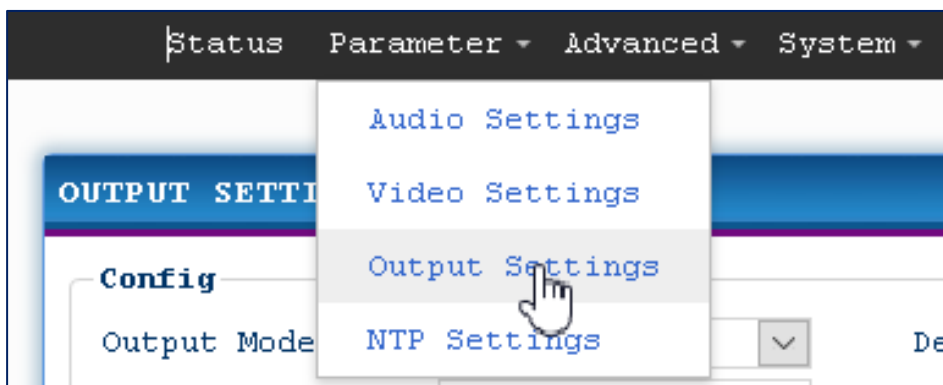 Status Parameter Advanced System
Audio Settings
OUTPUT SETTI
Video Settings
Output Settings
Config
Output Mode
NTP Settings
De